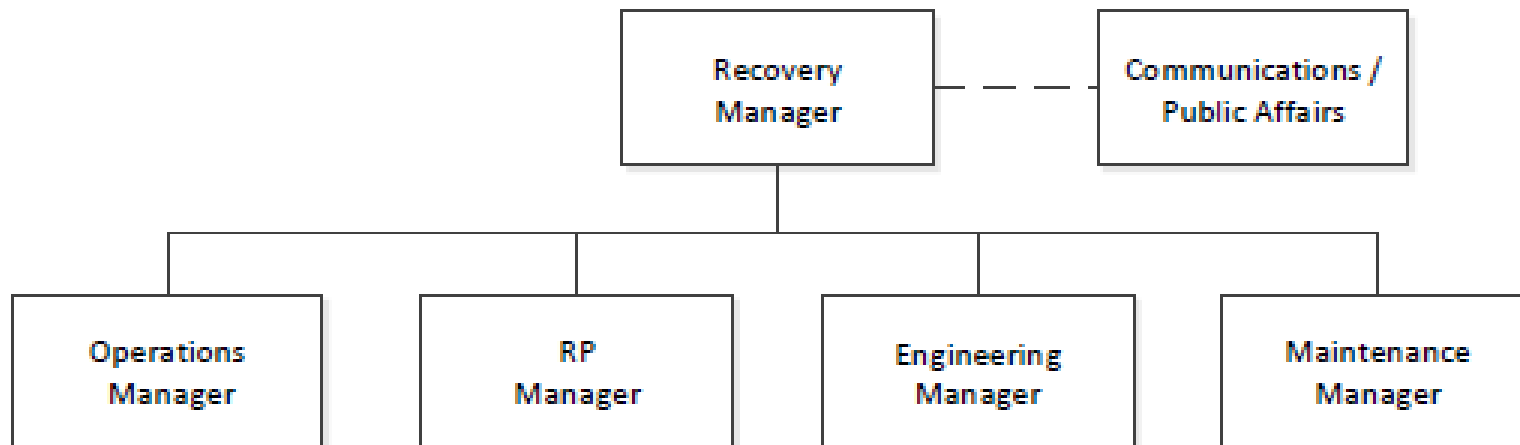 Recovery
Manager
Communications /
Public Affairs
Operations
Manager
RP
Manager
Engineering
Manager
Maintenance
Manager